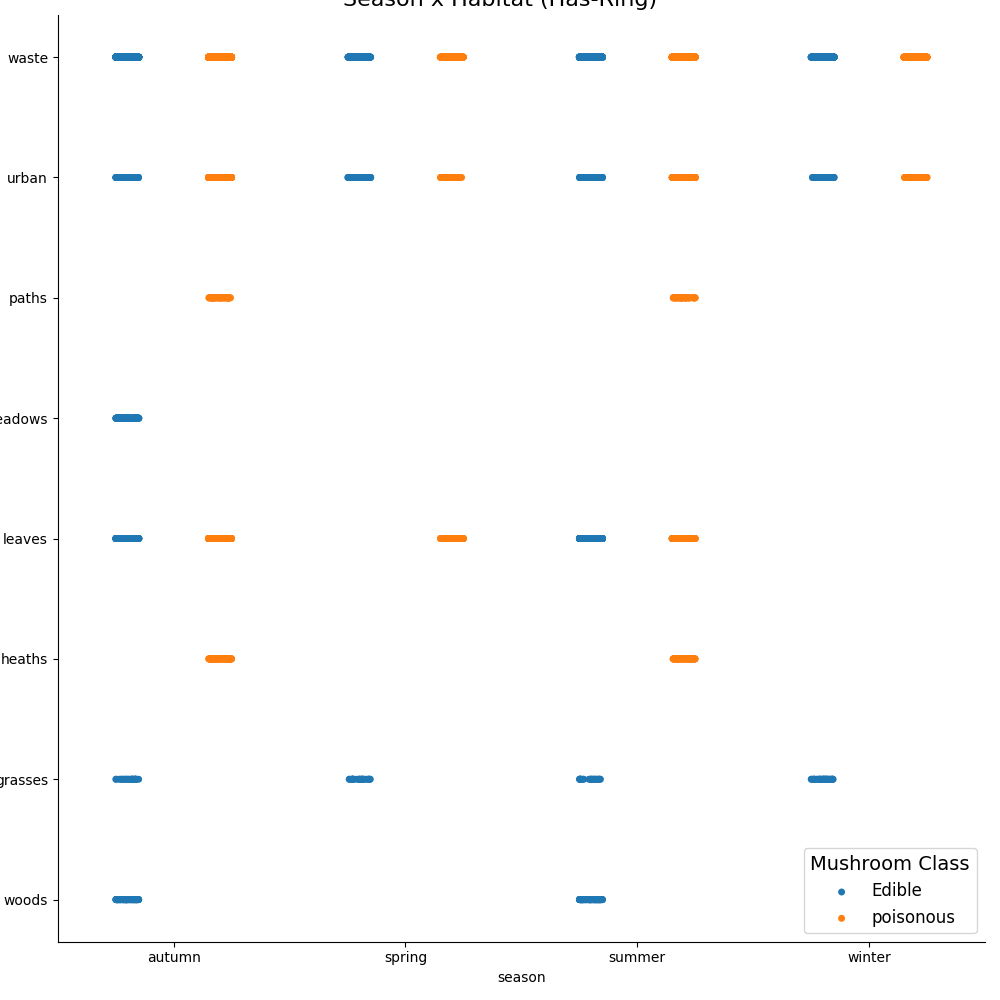 Season x Habitat (Has-Ring)
waste
urban
paths
eadows
leaves
heaths
grasses
woods
Mushroom Class
Edible
poisonous
autumn spring summer winter
season